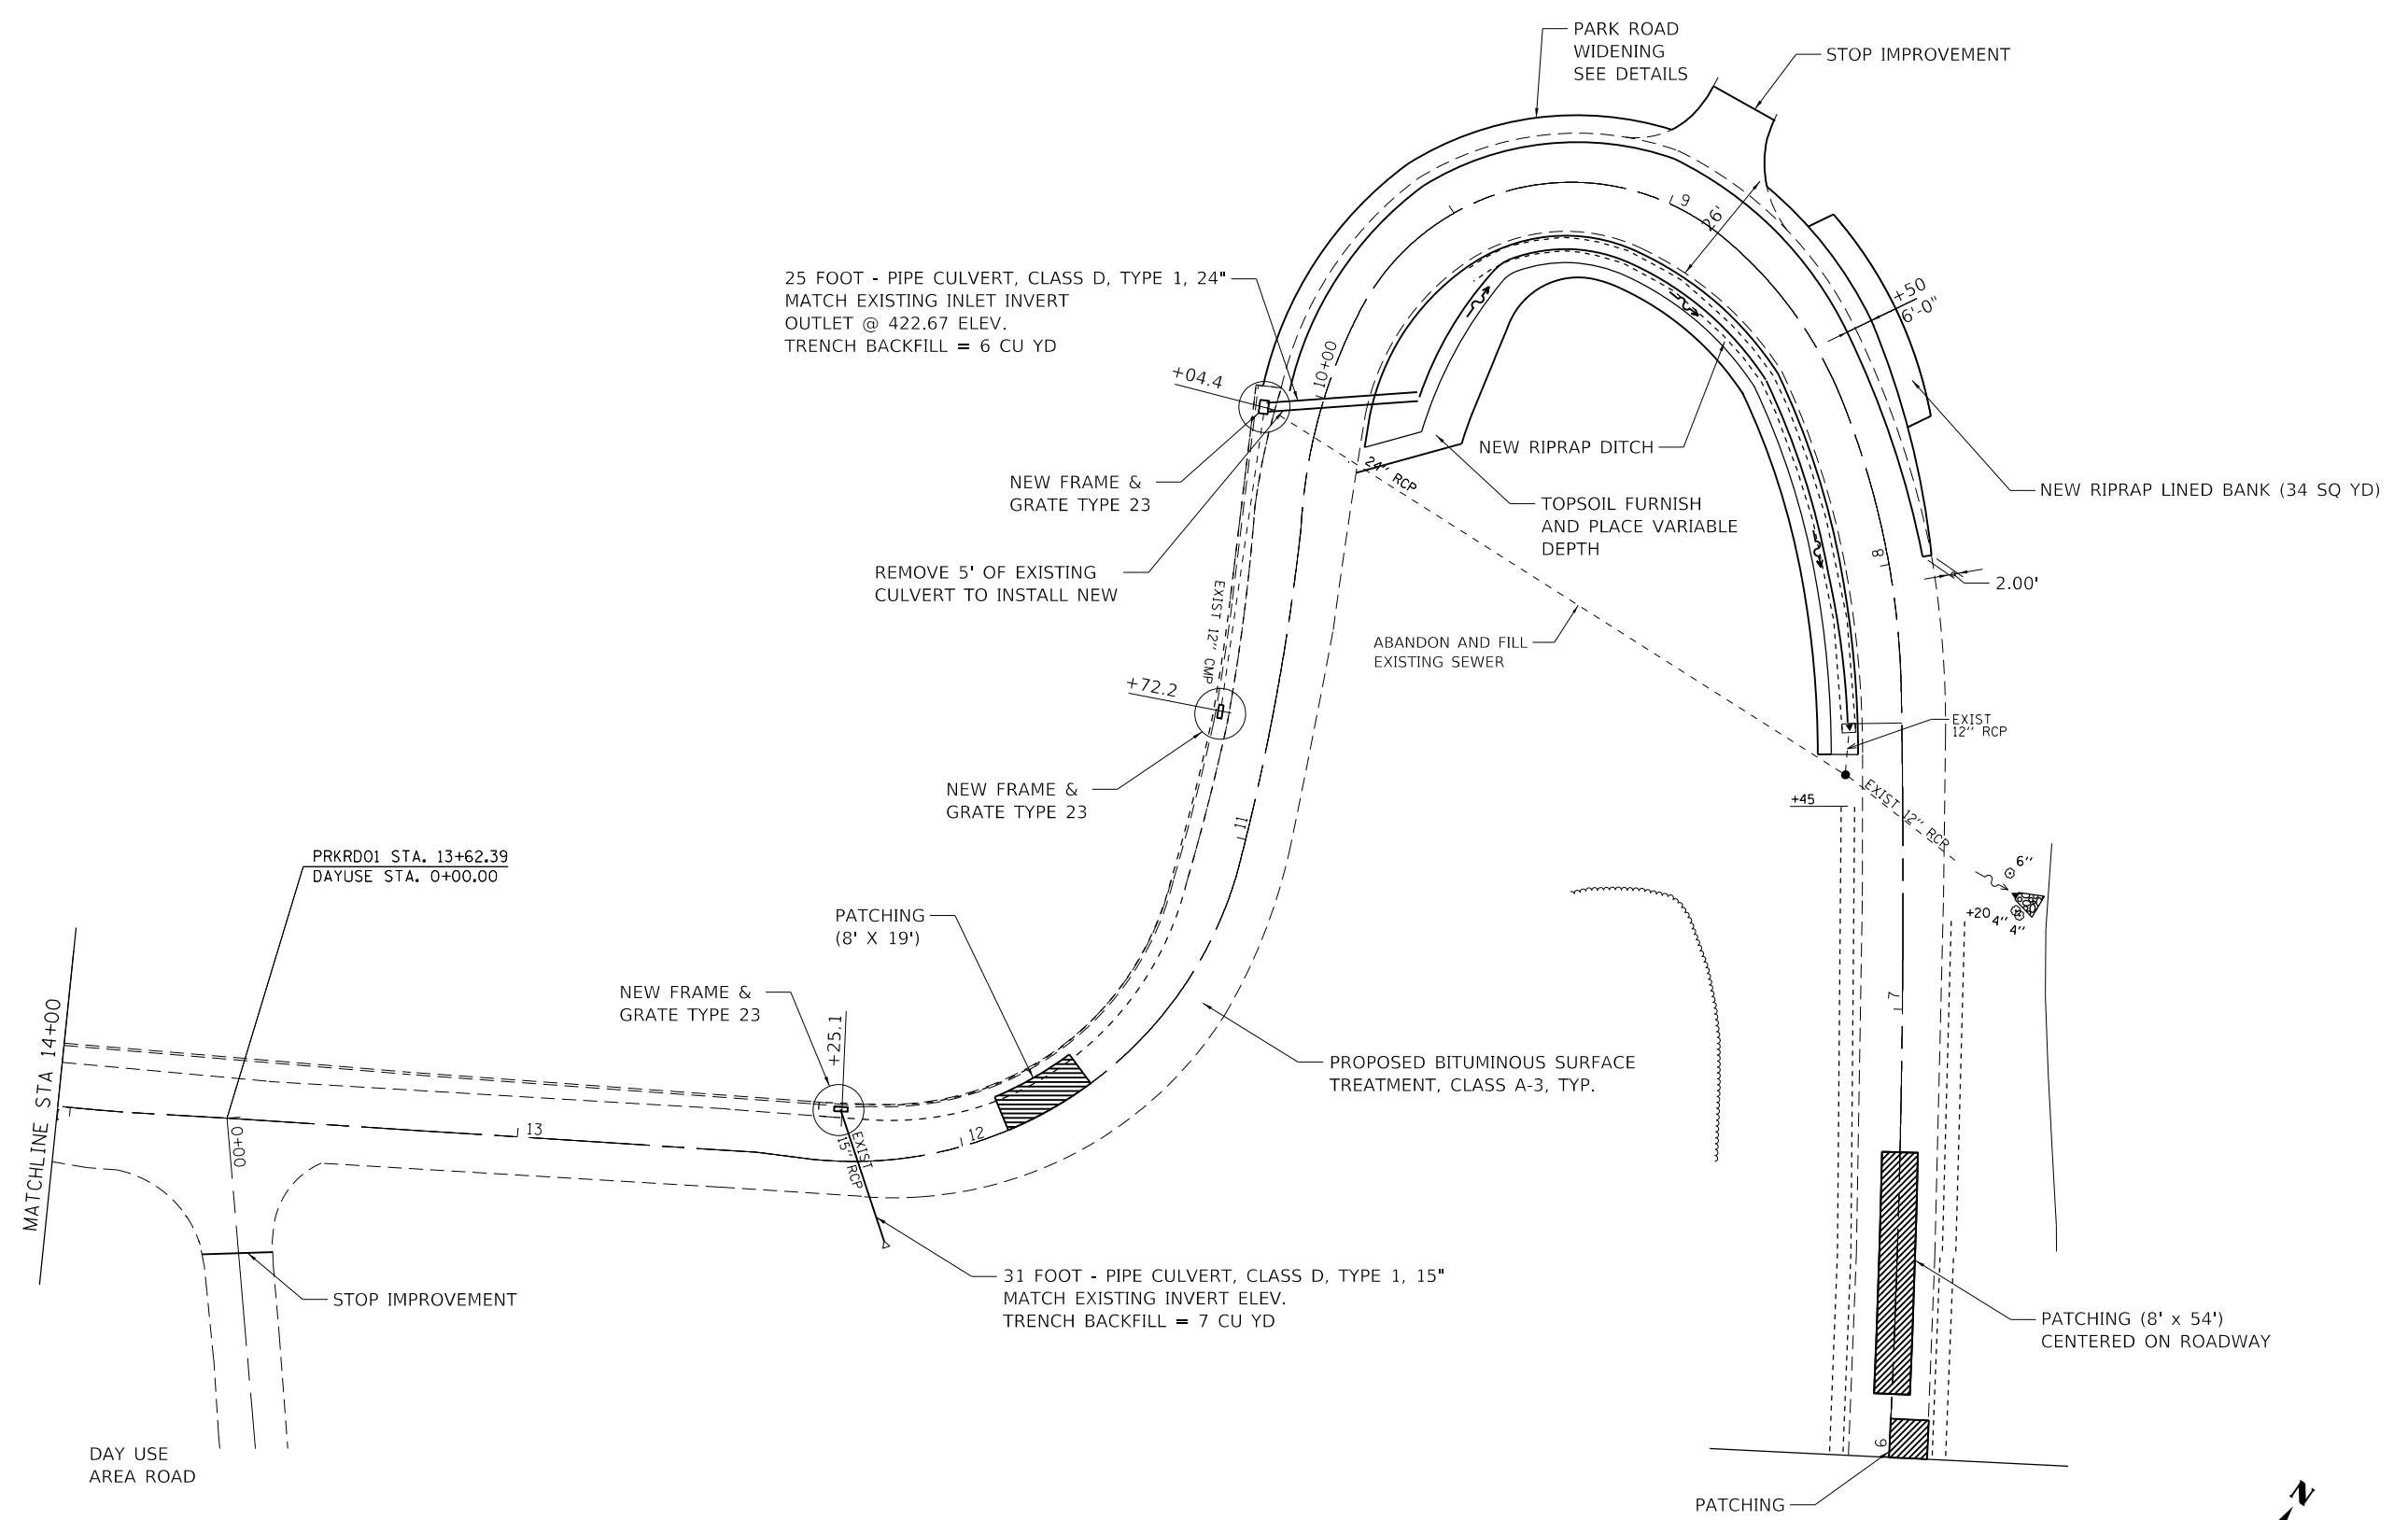 PARK ROAD
WIDENING
SEE DETAILS
STOP IMPROVEMENT
9
26'
+50
6'-0"
25 FOOT - PIPE CULVERT, CLASS D, TYPE 1, 24"
MATCH EXISTING INLET INVERT
OUTLET @ 422.67 ELEV.
TRENCH BACKFILL = 6 CU YD
+04.4
10+00
NEW RIPRAP DITCH
24" RCP
NEW FRAME &
GRATE TYPE 23
NEW RIPRAP LINED BANK (34 SQ YD)
TOPSOIL FURNISH
AND PLACE VARIABLE
DEPTH
8
2.00'
REMOVE 5' OF EXISTING
CULVERT TO INSTALL NEW
EXIST 12" CMP
ABANDON AND FILL
EXISTING SEWER
+72.2
EXIST
12" RCP
NEW FRAME &
GRATE TYPE 23
+45
EXIST 12" RCP
11
6"
+20
4"
4"
PRKRD01 STA. 13+62.39
DAYUSE STA. 0+00.00
PATCHING
(8' X 19')
NEW FRAME &
GRATE TYPE 23
+25.1
7
MATCHLINE STA 14+00
PROPOSED BITUMINOUS SURFACE
TREATMENT, CLASS A-3, TYP.
13
12
0+00
EXIST
15" RCP
31 FOOT - PIPE CULVERT, CLASS D, TYPE 1, 15"
MATCH EXISTING INVERT ELEV.
TRENCH BACKFILL = 7 CU YD
STOP IMPROVEMENT
PATCHING (8' x 54')
CENTERED ON ROADWAY
6
DAY USE
AREA ROAD
PATCHING
N